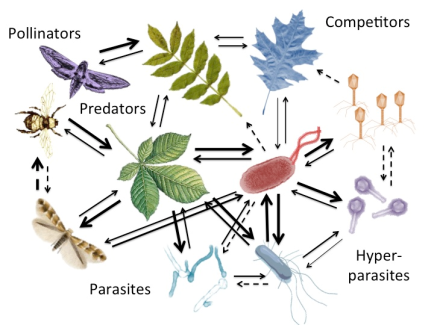 Pollinators
Competitors
Predators
Parasites
Hyper-
parasites